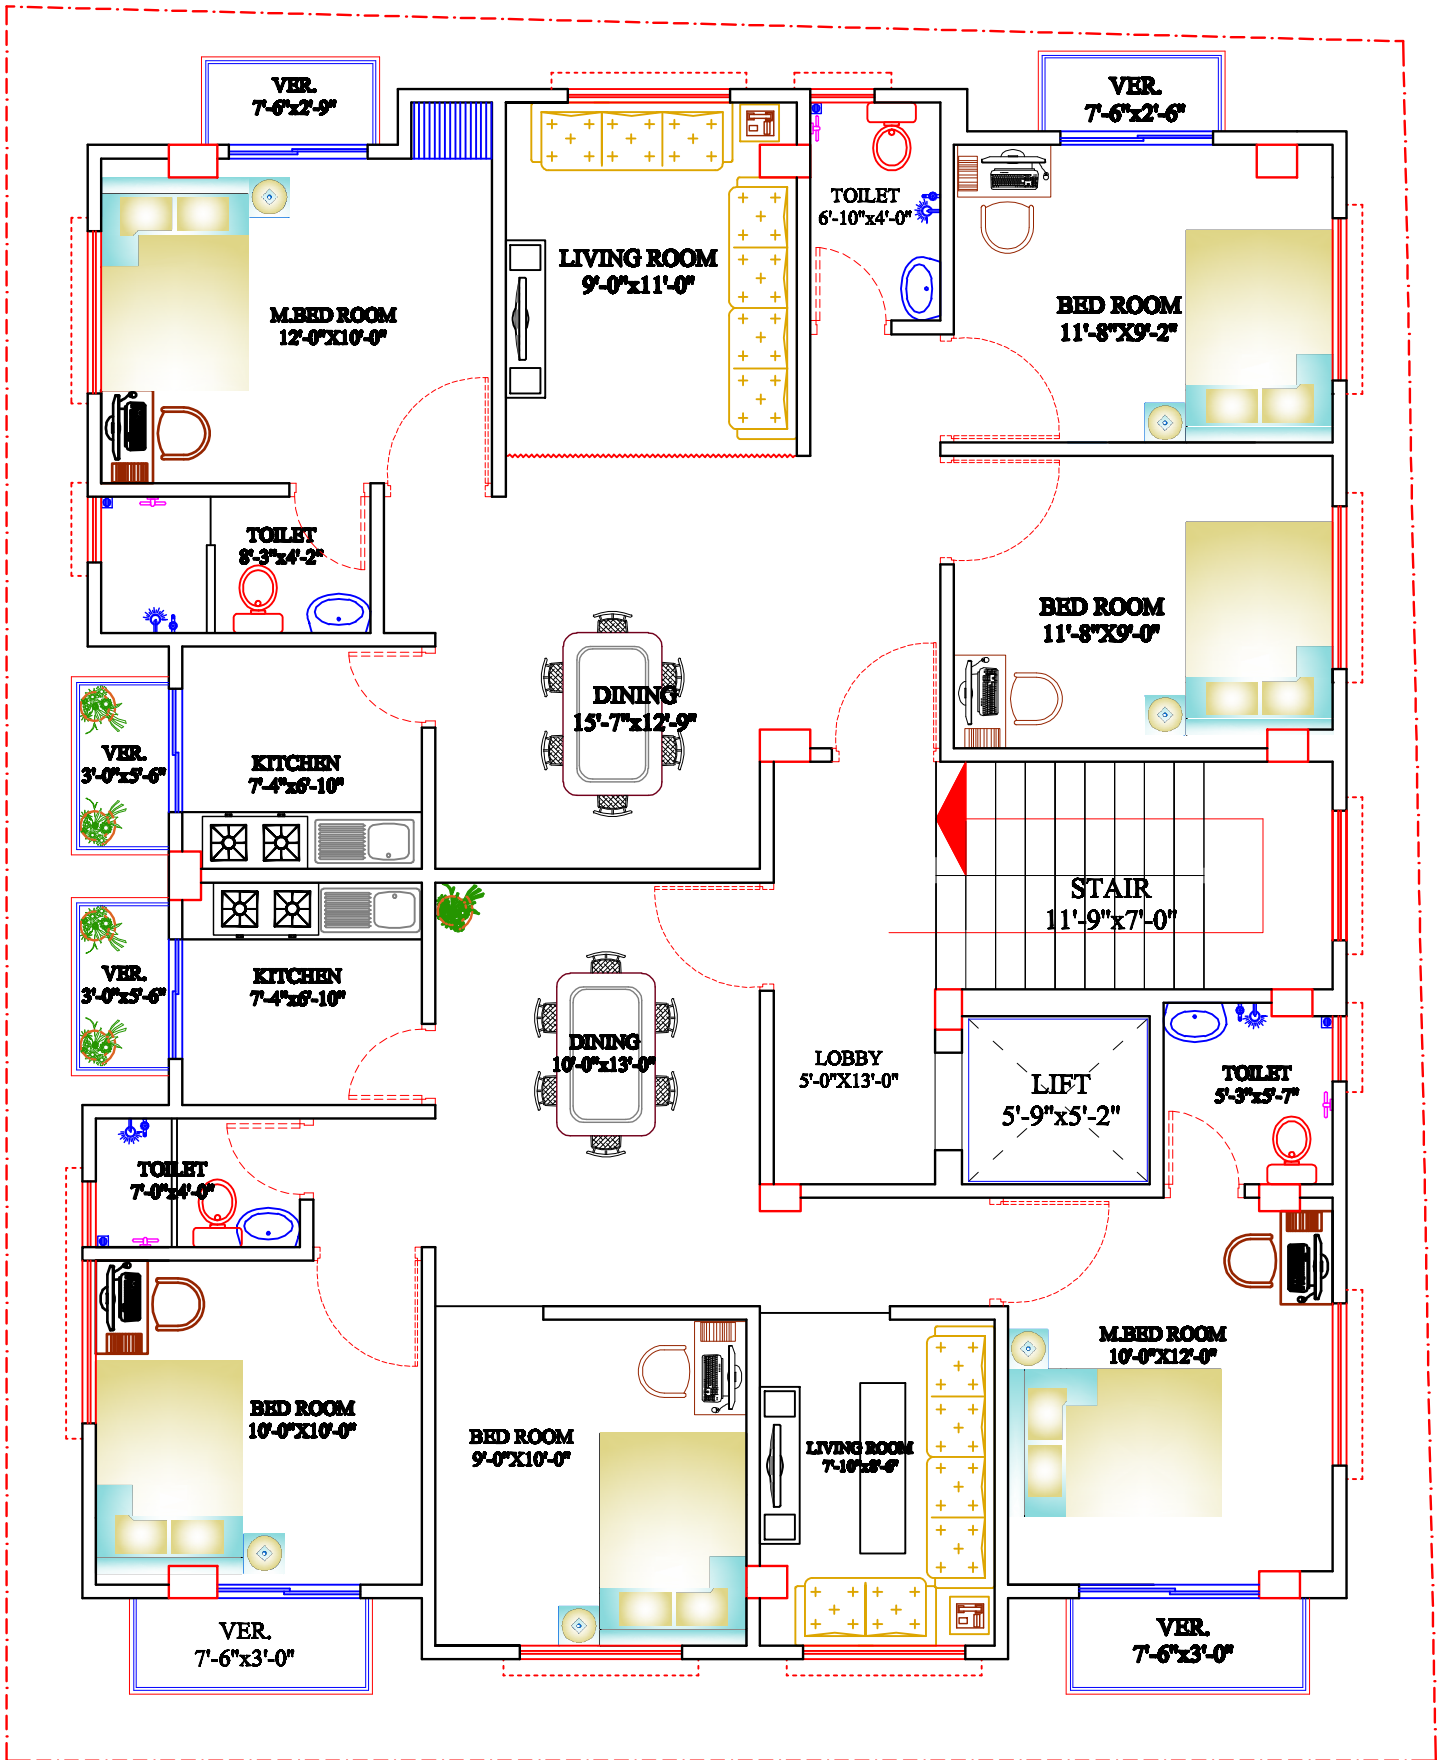 VER.
7'-6"x2'-9"
VER.
7'-6"x2'-6"
TOILET
6'-10"x4'-0"
LIVING ROOM
9'-0"x11'-0"
M.BED ROOM
12'-0"X10'-0"
BED ROOM
11'-8"X9'-2"
TOILET
8'-3"x4'-2"
BED ROOM
11'-8"X9'-0"
DINING
15'-7"x12'-9"
VER.
3'-0"x5'-6"
KITCHEN
7'-4"x6'-10"
STAIR
11'-9"x7'-0"
VER.
3'-0"x5'-6"
KITCHEN
7'-4"x6'-10"
DINING
10'-0"x13'-0"
LOBBY
5'-0"X13'-0"
LIFT
5'-9"x5'-2"
TOILET
5'-3"x5'-7"
TOILET
7'-0"x4'-0"
M.BED ROOM
10'-0"X12'-0"
BED ROOM
10'-0"X10'-0"
BED ROOM
9'-0"X10'-0"
LIVING ROOM
7'-10"x8'-6"
VER.
7'-6"x3'-0"
VER.
7'-6"x3'-0"